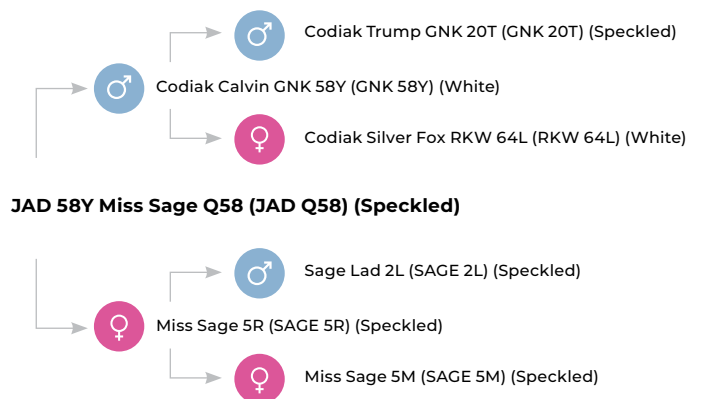 Codiak Trump GNK 20T (GNK 20T) (Speckled)
Codiak Calvin GNK 58Y (GNK 58Y) (White)
Codiak Silver Fox RKW 64L (RKW 64L) (White)
JAD 58Y Miss Sage Q58 (JAD Q58) (Speckled)
Sage Lad 2L (SAGE 2L) (Speckled)
Miss Sage 5R (SAGE 5R) (Speckled)
Miss Sage 5M (SAGE 5M) (Speckled)